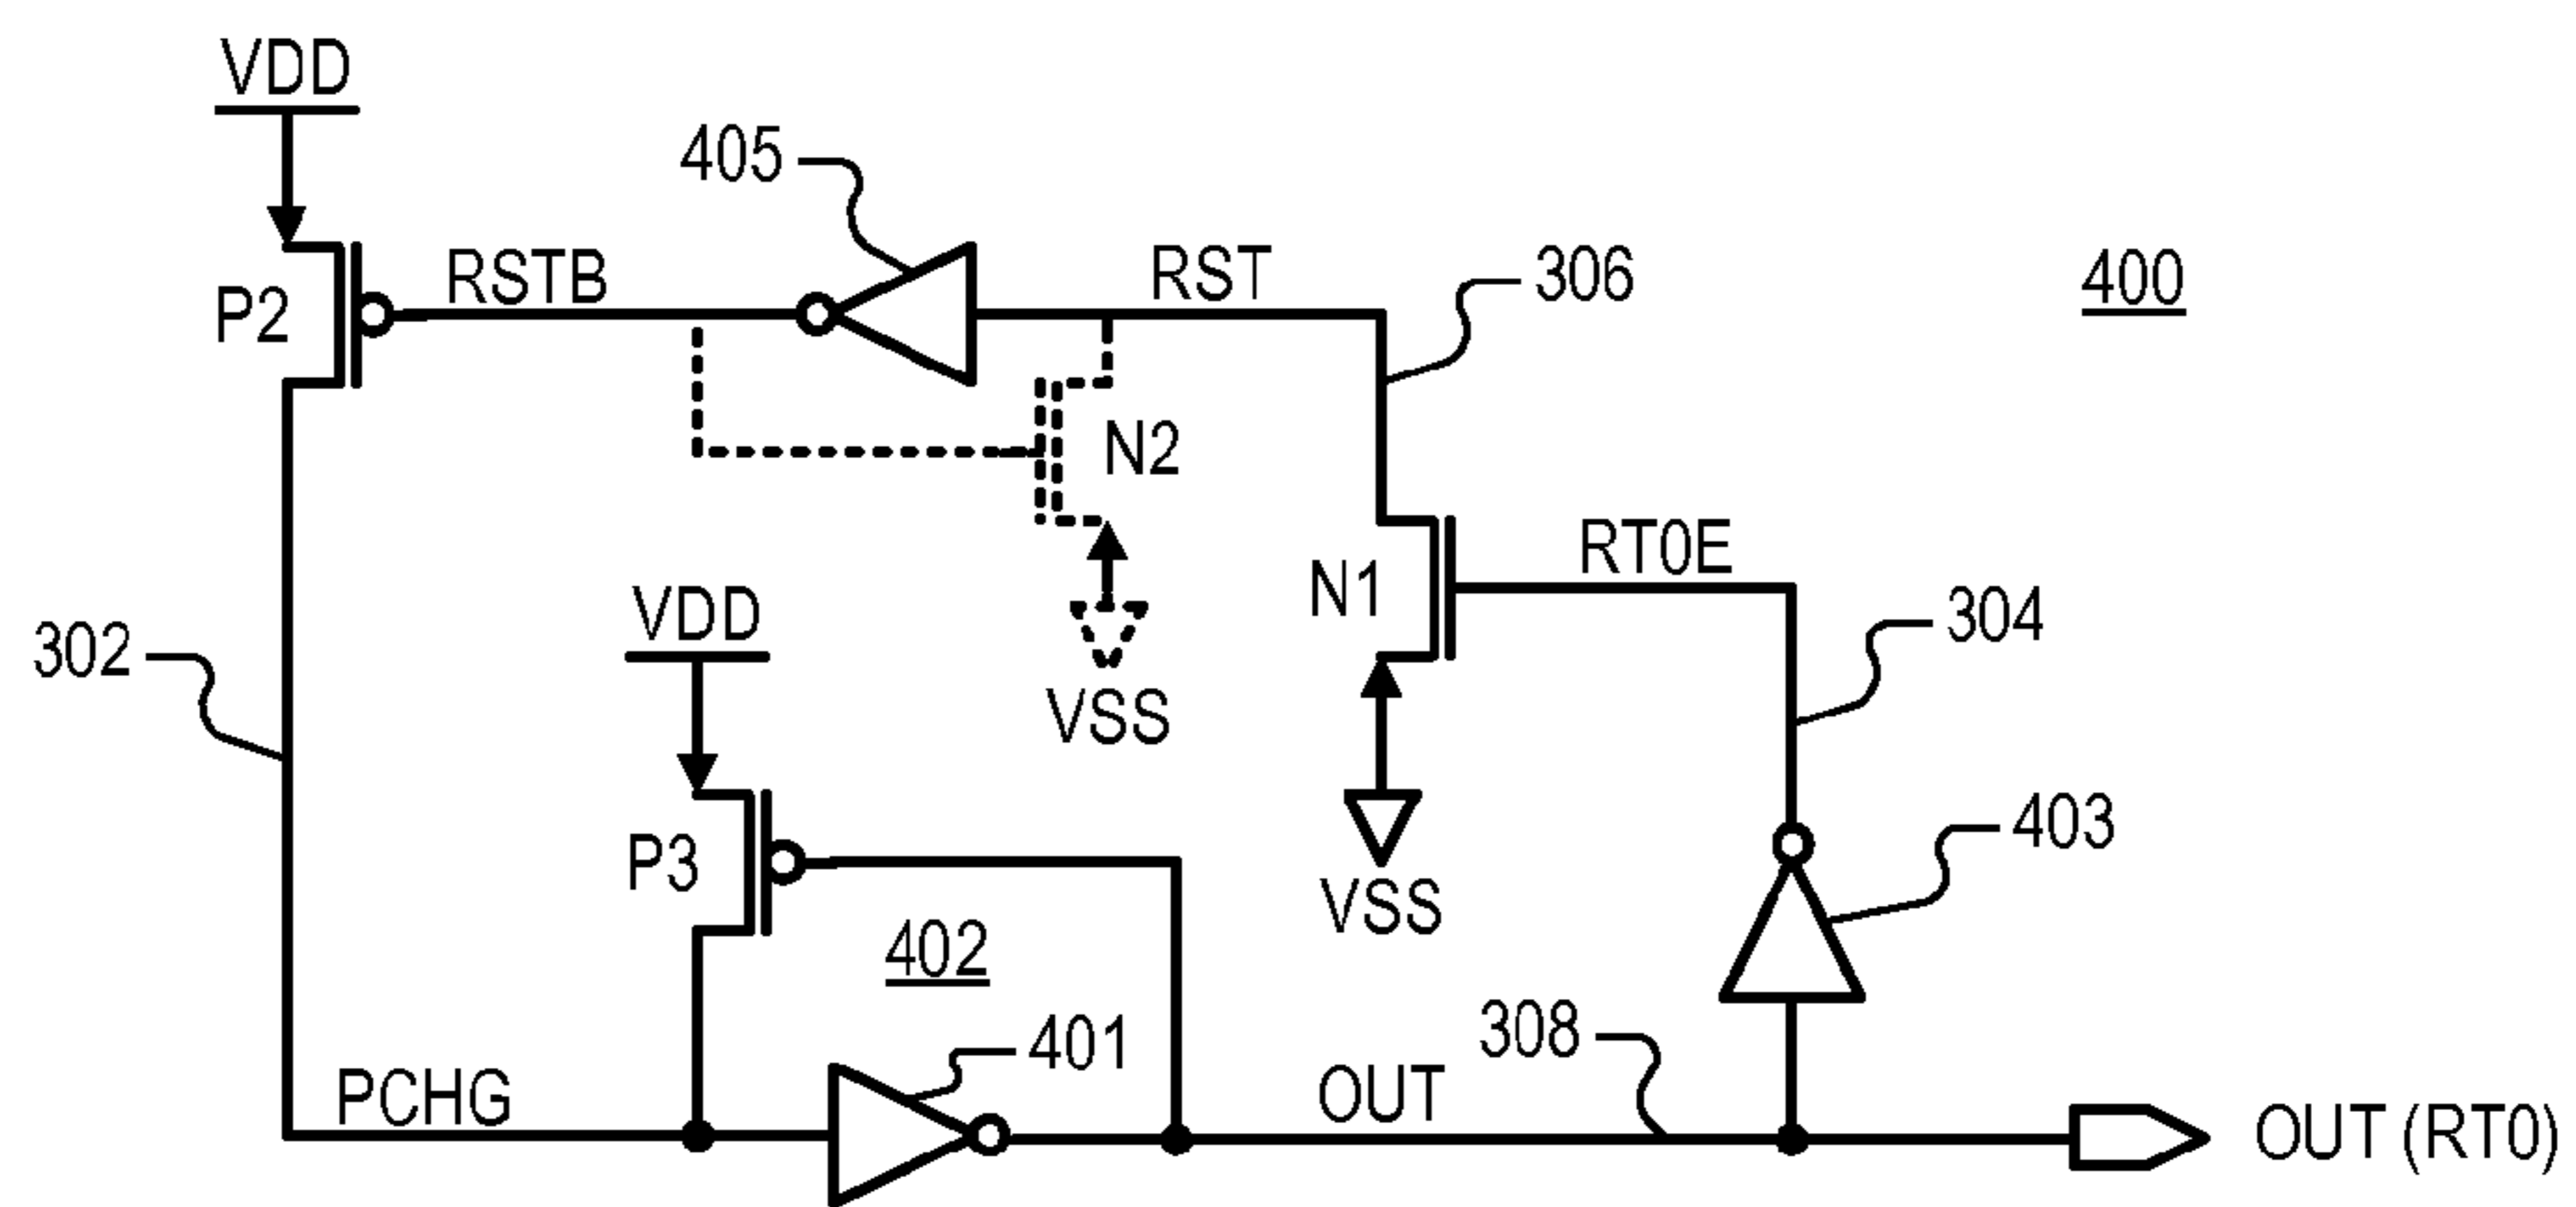 VDD
405
RSTB
RST
306
400
P2
N2
RT0E
N1
VDD
304
302
VSS
403
P3
VSS
402
308
401
PCHG
OUT
OUT (RT0)